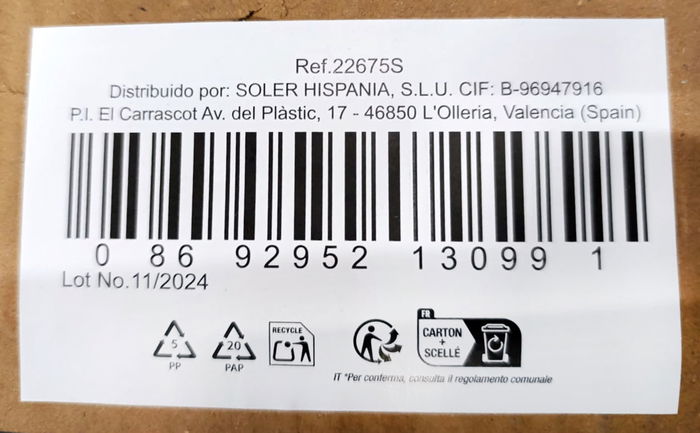 Ref.22675S
Distribuido por: SOLER HISPANIA, S.L.U. CIF: B-96947916
P.I. El Carrascot Av. del Plàstic, 17 - 46850 L'Olleria, Valencia (Spain)
0 86 92952 13099 1
Lot No.11/2024
5
PP
20
PAP
RECYCLE
FR
CARTON
+
SCELLÉ
IT *Per conferma, consulta il regolamento comunale